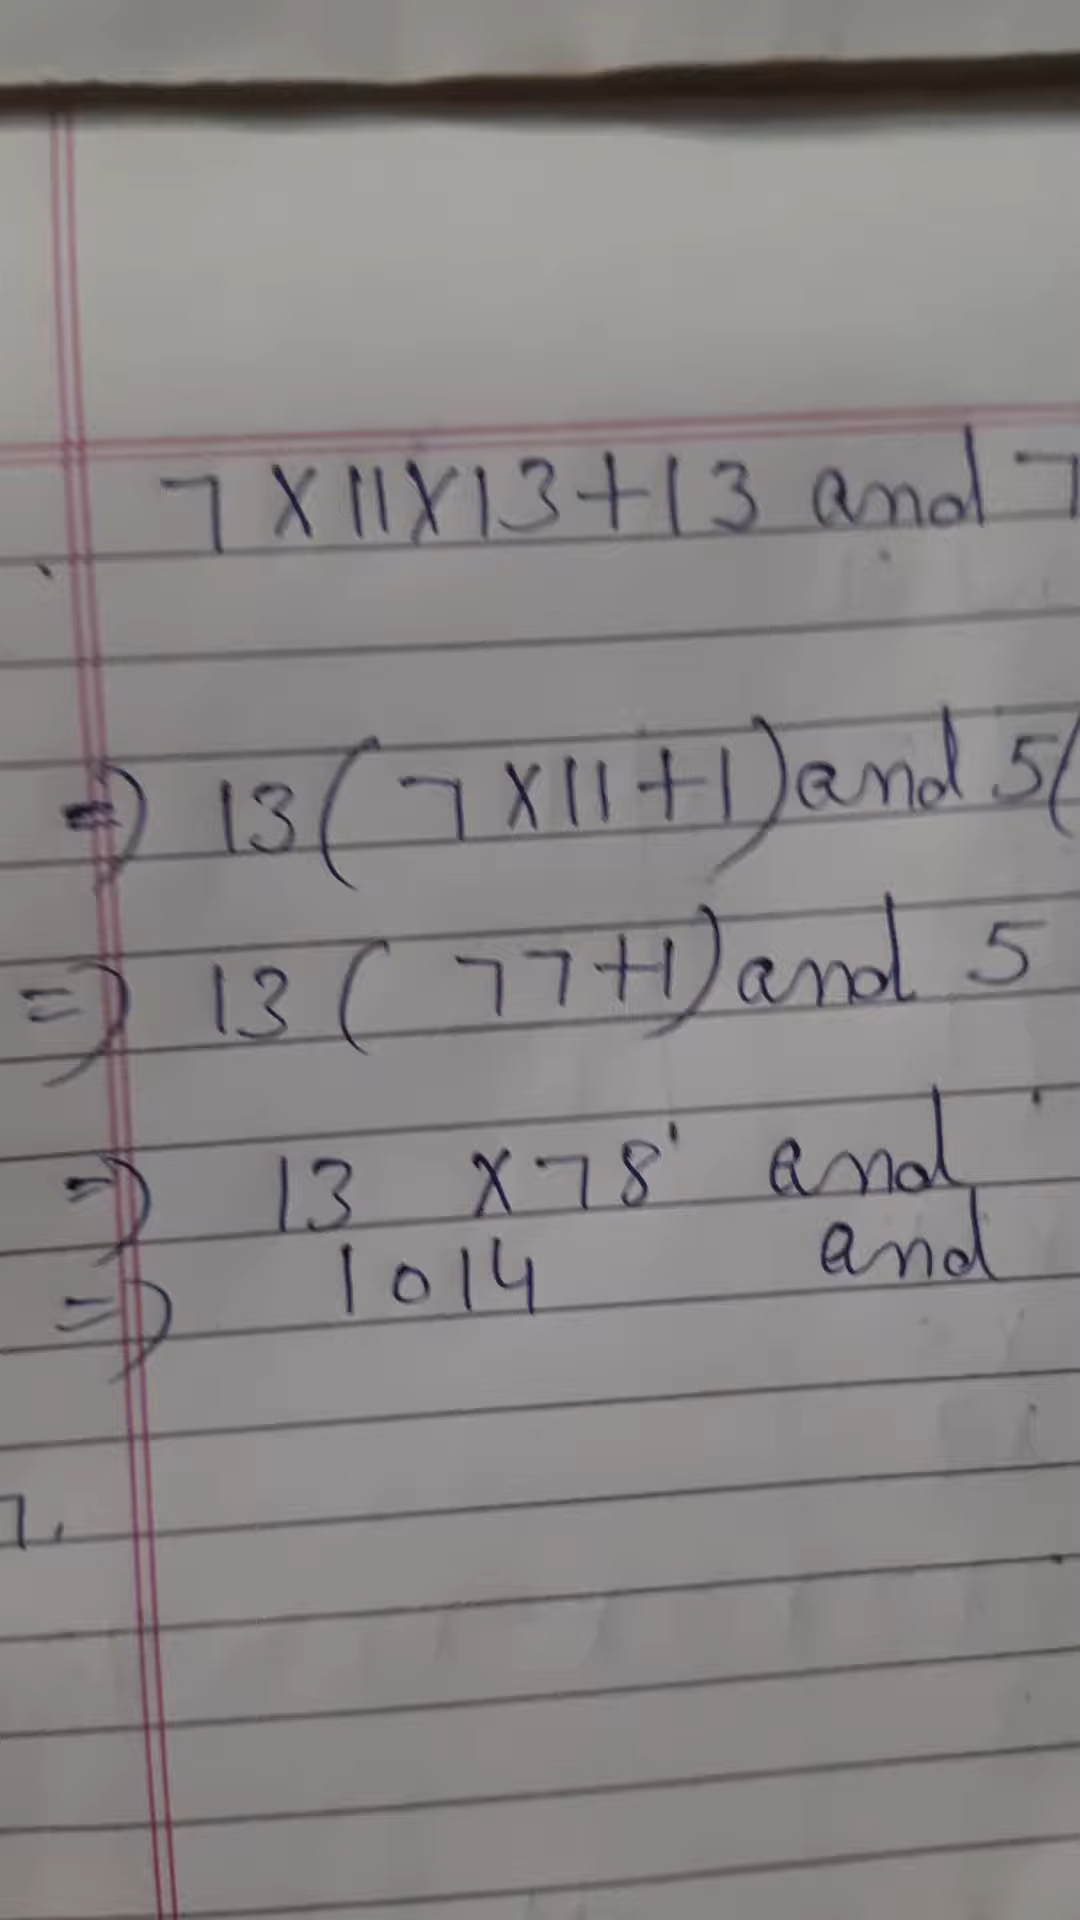 7 X 11 X 13 + 13 and 7
=) 13 ( 7 X 11 + 1 ) and 5 (
=) 13 ( 77 + 1 ) and 5
=) 13 X 78 and
=) 1014 and
7.